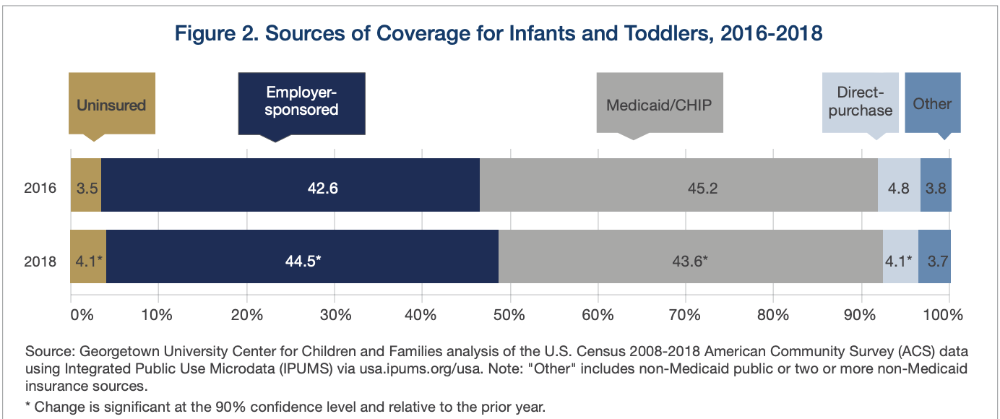 Figure 2. Sources of Coverage for Infants and Toddlers, 2016-2018
Uninsured
Employer-
sponsored
Medicaid/CHIP
Direct-
purchase
Other
2016
3.5
42.6
45.2
4.8
3.8
2018
4.1*
44.5*
43.6*
4.1*
3.7
0%
10%
20%
30%
40%
50%
60%
70%
80%
90%
100%
Source: Georgetown University Center for Children and Families analysis of the U.S. Census 2008-2018 American Community Survey (ACS) data
using Integrated Public Use Microdata (IPUMS) via usa.ipums.org/usa. Note: "Other" includes non-Medicaid public or two or more non-Medicaid
insurance sources.
* Change is significant at the 90% confidence level and relative to the prior year.